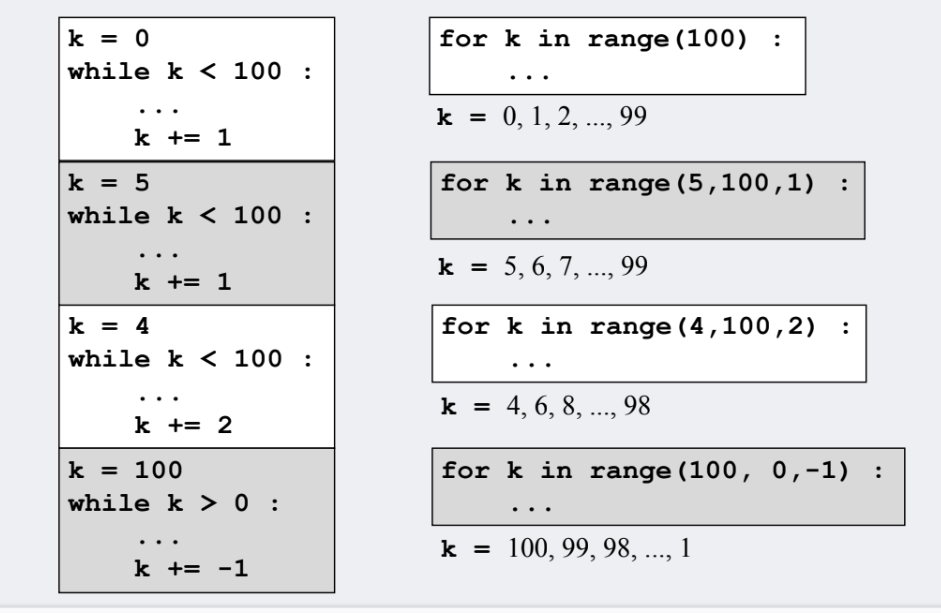 k = 0
while k < 100 :
...
k += 1
for k in range(100) :
...
k = 0, 1, 2, ..., 99
k = 5
while k < 100 :
...
k += 1
for k in range(5,100,1) :
...
k = 5, 6, 7, ..., 99
k = 4
while k < 100 :
...
k += 2
for k in range(4,100,2) :
...
k = 4, 6, 8, ..., 98
k = 100
while k > 0 :
...
k += -1
for k in range(100, 0,-1) :
...
k = 100, 99, 98, ..., 1